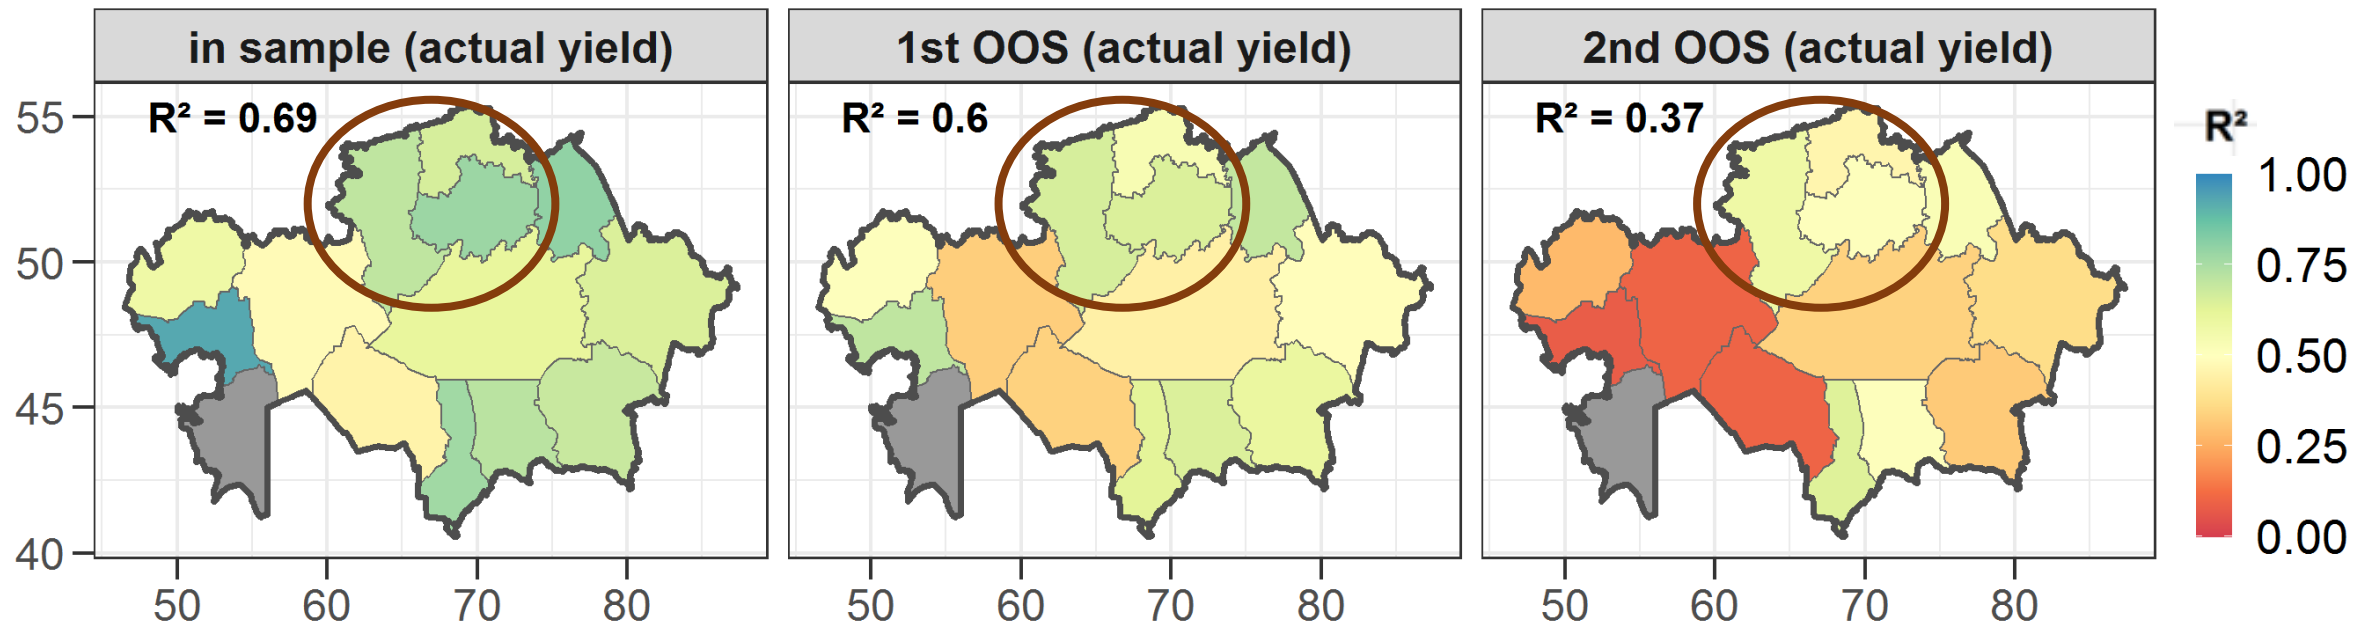 in sample (actual yield)
1st OOS (actual yield)
2nd OOS (actual yield)
R² = 0.69
R² = 0.6
R² = 0.37
55
50
45
40
50 60 70 80
50 60 70 80
50 60 70 80
R²
1.00
0.75
0.50
0.25
0.00